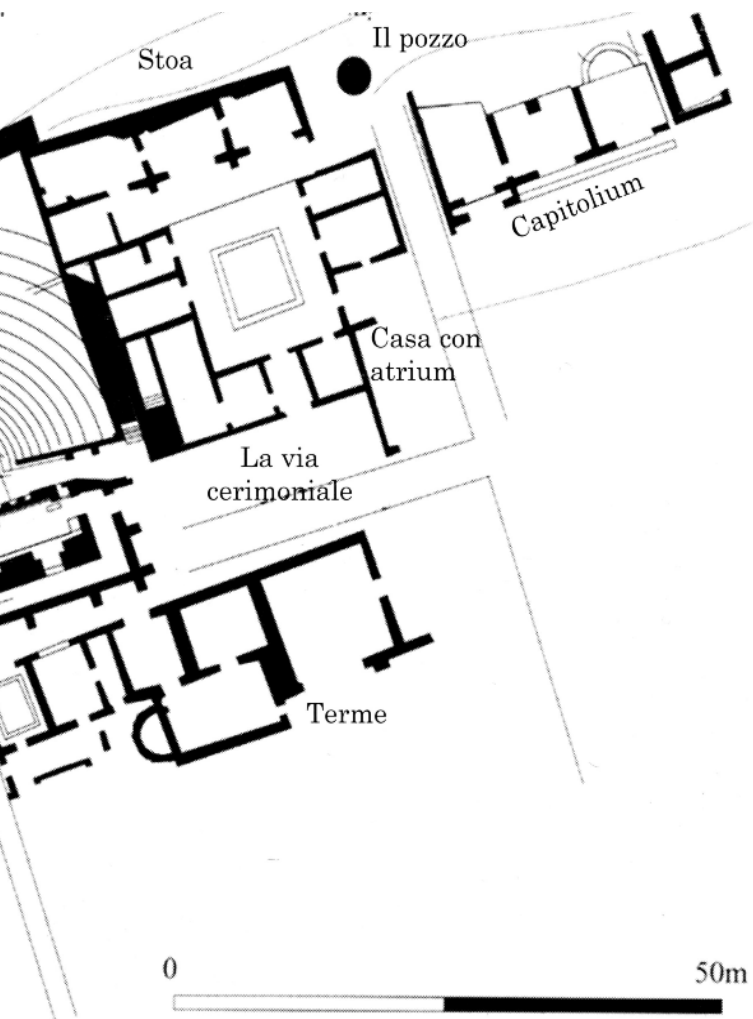 Il pozzo
Stoa
Capitolium
Casa con
atrium
La via
cerimoniale
Terme
0
50m